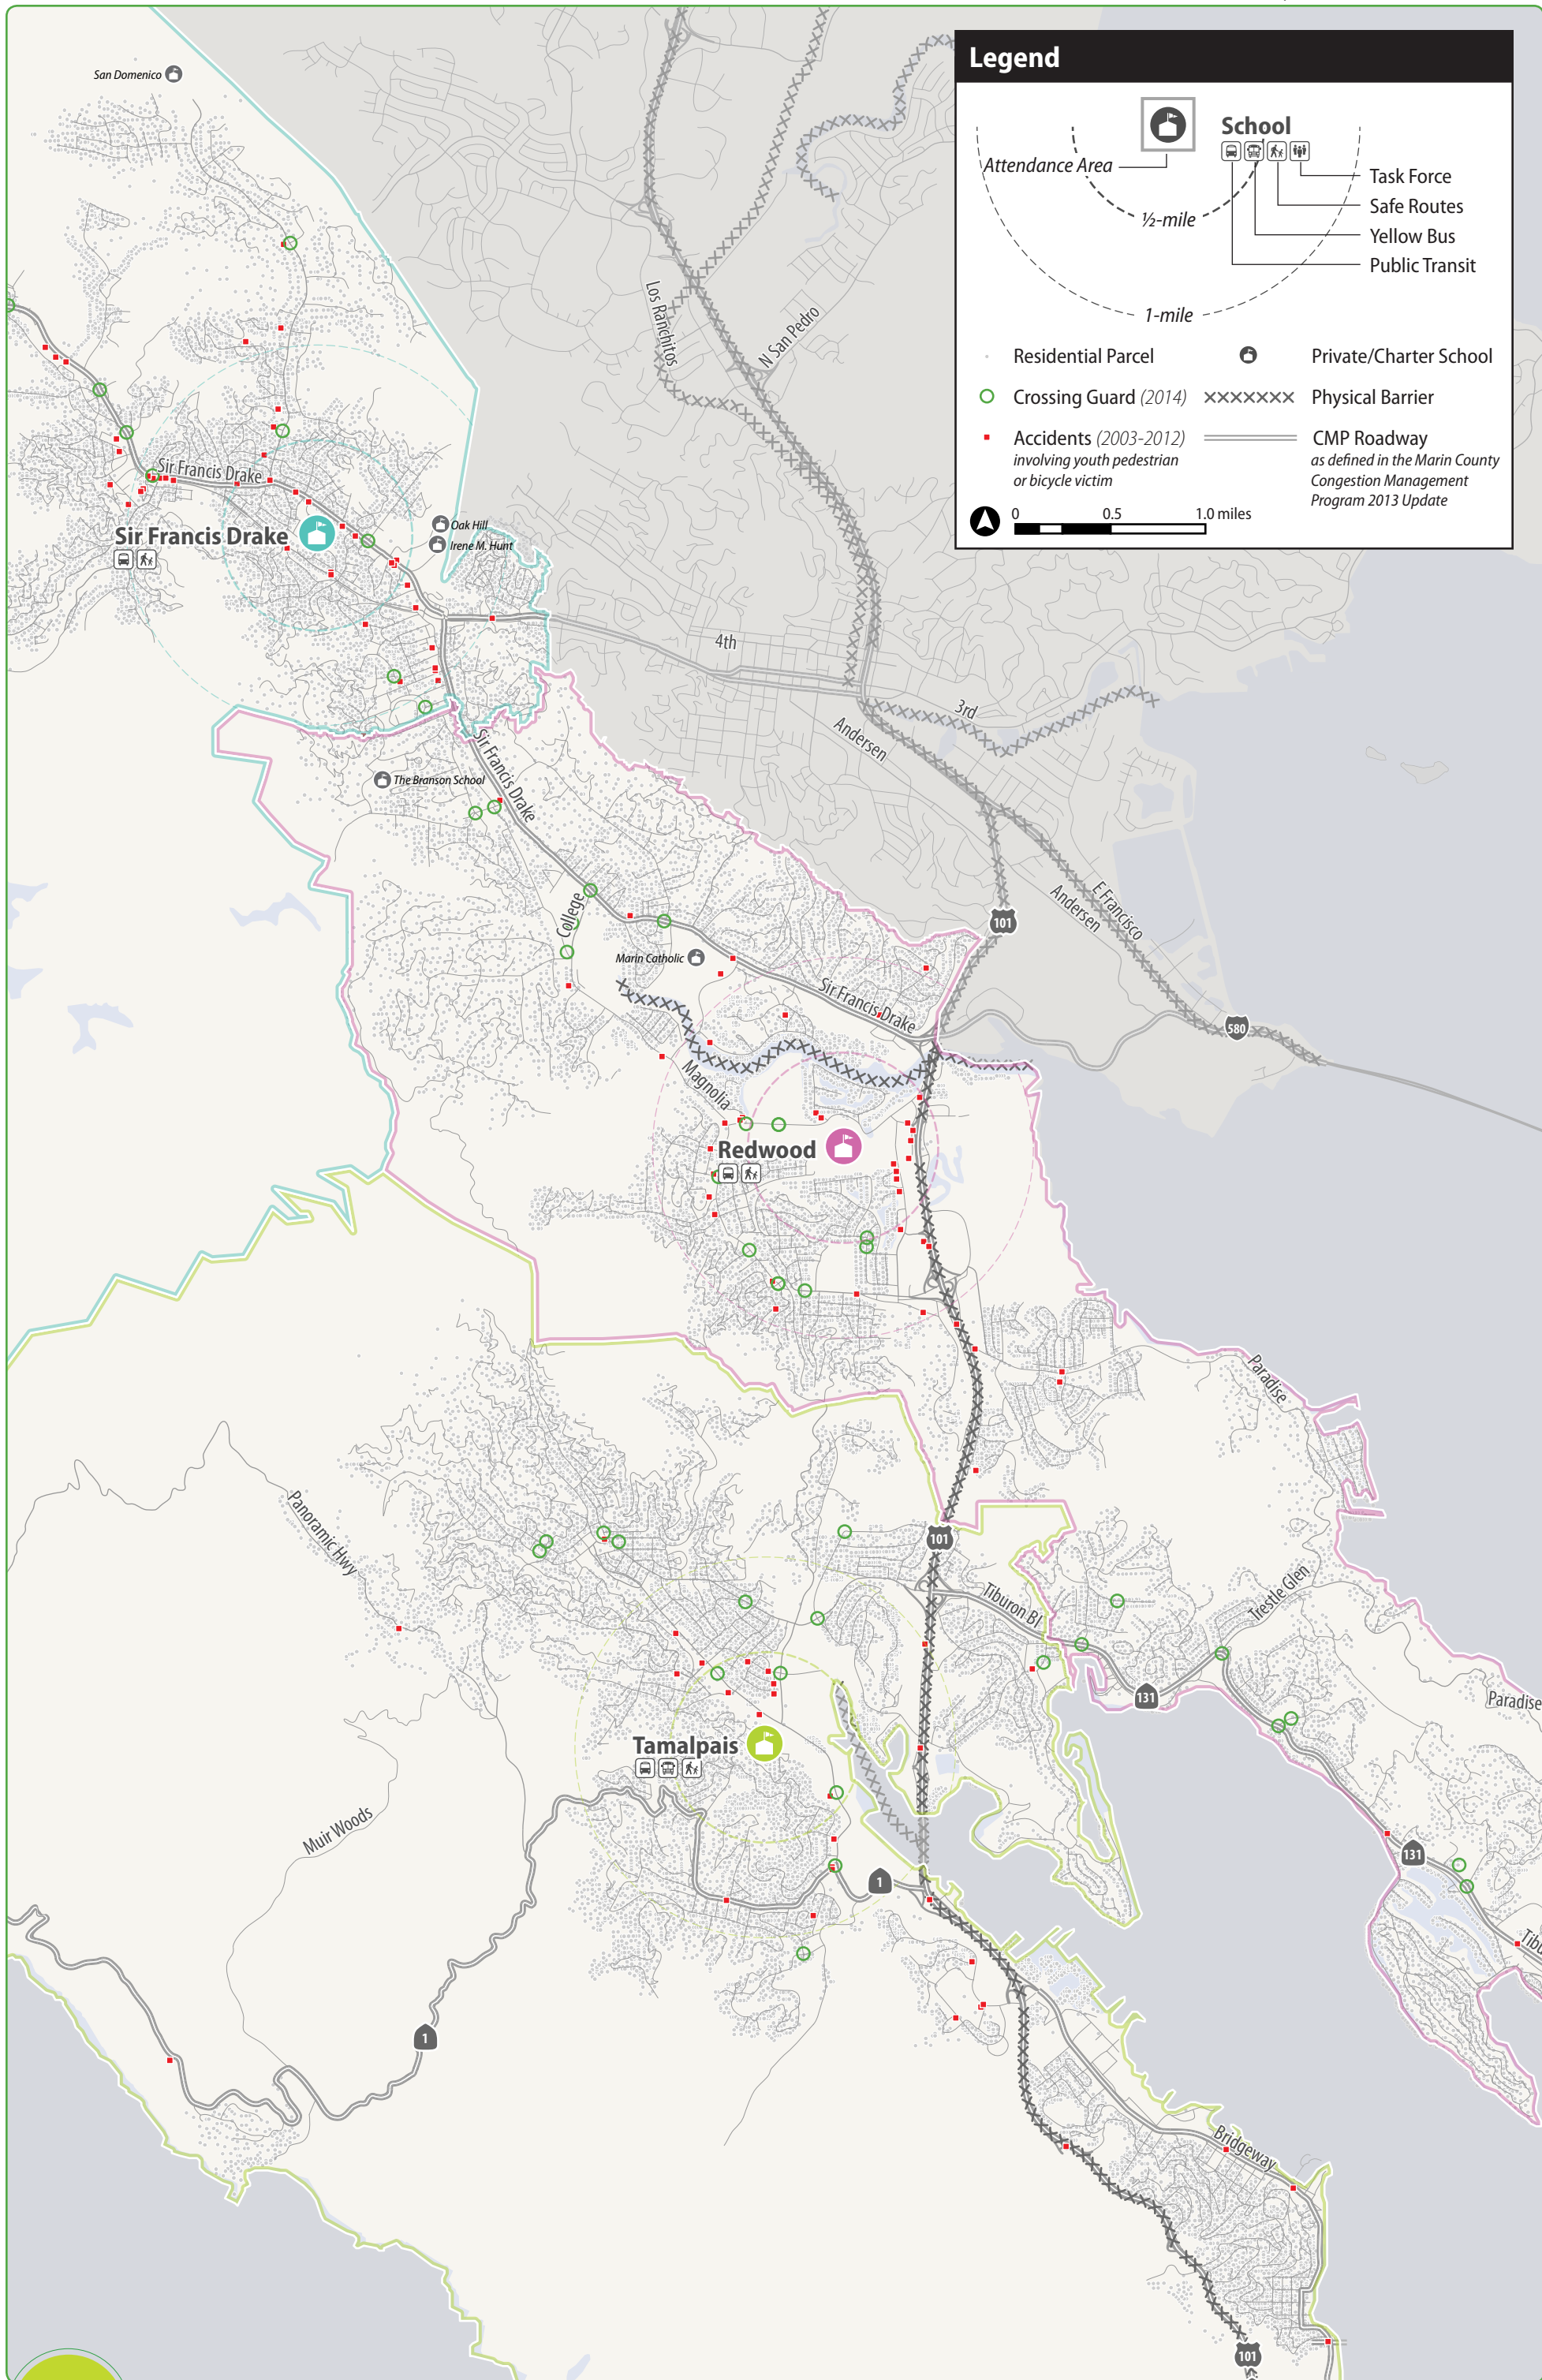 Legend
School
Attendance Area
Task Force
Safe Routes
½-mile
Yellow Bus
Public Transit
1-mile
Residential Parcel
Private/Charter School
Crossing Guard (2014)
Physical Barrier
Accidents (2003-2012)
involving youth pedestrian
or bicycle victim
CMP Roadway
as defined in the Marin County
Congestion Management
Program 2013 Update
0 0.5 1.0 miles
San Domenico
Los Ranchitos
N San Pedro
Sir Francis Drake
Sir Francis Drake
Oak Hill
Irene M. Hunt
4th
3rd
Andersen
Sir Francis Drake
The Branson School
College
E Francisco
Andersen
101
Marin Catholic
Sir Francis Drake
580
Magnolia
Redwood
Paradise
Panoramic Hwy
101
Tiburon Bl
Trestle Glen
131
Paradise
Tamalpais
Muir Woods
131
1
Tibu
1
Bridgeway
101